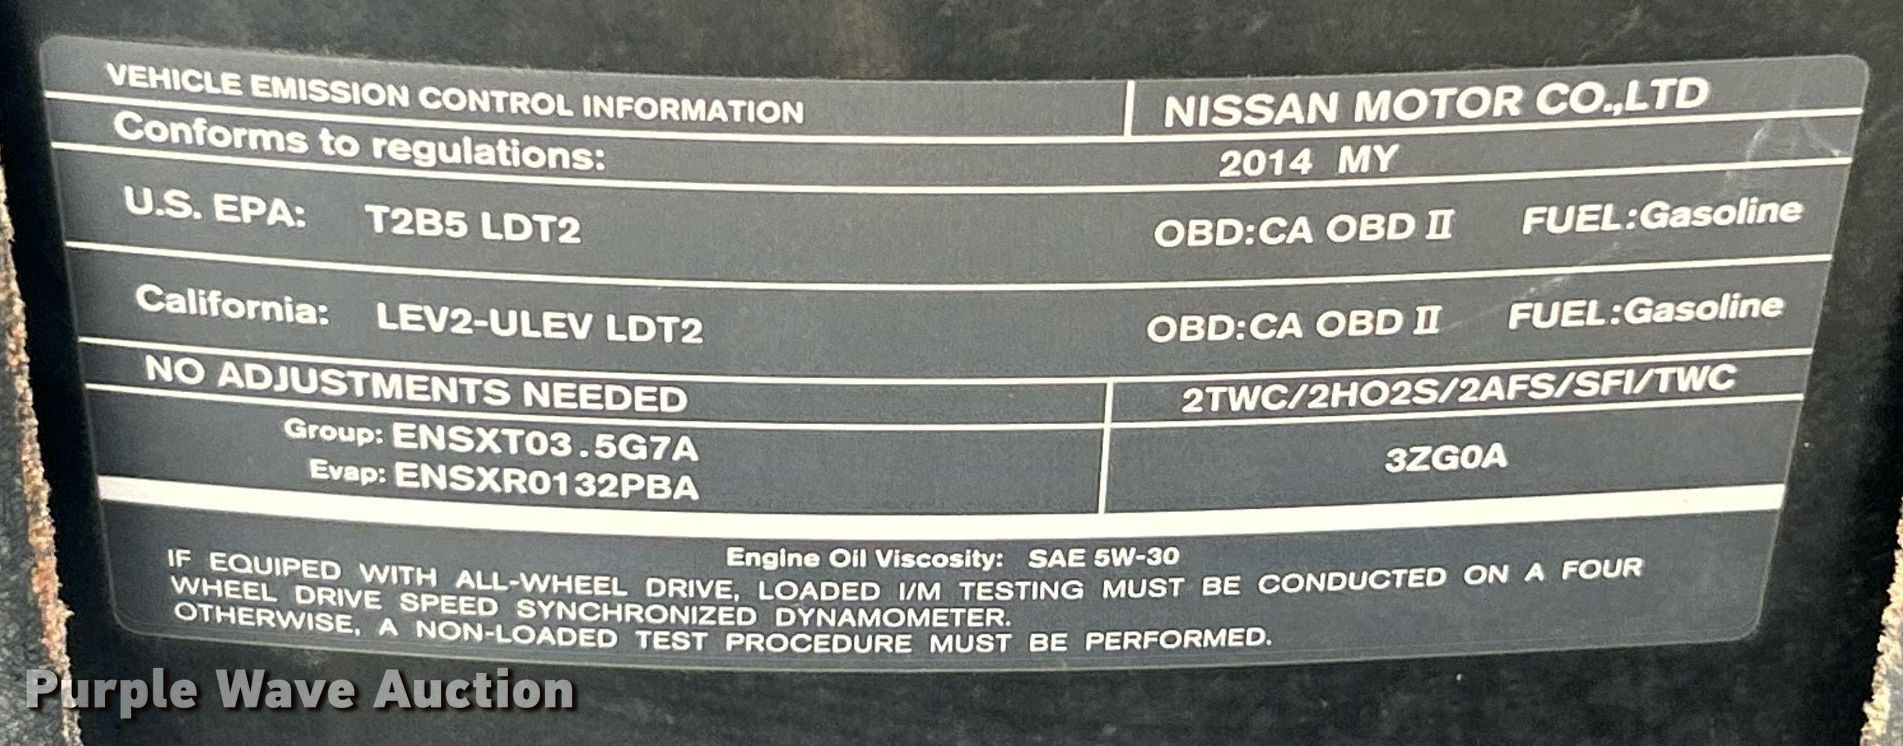 VEHICLE EMISSION CONTROL INFORMATION NISSAN MOTOR CO.,LTD
Conforms to regulations: 2014 MY
U.S. EPA: T2B5 LDT2 OBD:CA OBD II FUEL:Gasoline
California: LEV2-ULEV LDT2 OBD:CA OBD II FUEL:Gasoline
NO ADJUSTMENTS NEEDED 2TWC/2HO2S/2AFS/SFI/TWC
Group: ENSXT03.5G7A
Evap: ENSXR0132PBA
3ZG0A
Engine Oil Viscosity: SAE 5W-30
IF EQUIPED WITH ALL-WHEEL DRIVE, LOADED I/M TESTING MUST BE CONDUCTED ON A FOUR
WHEEL DRIVE SPEED SYNCHRONIZED DYNAMOMETER.
OTHERWISE, A NON-LOADED TEST PROCEDURE MUST BE PERFORMED.
Purple Wave Auction